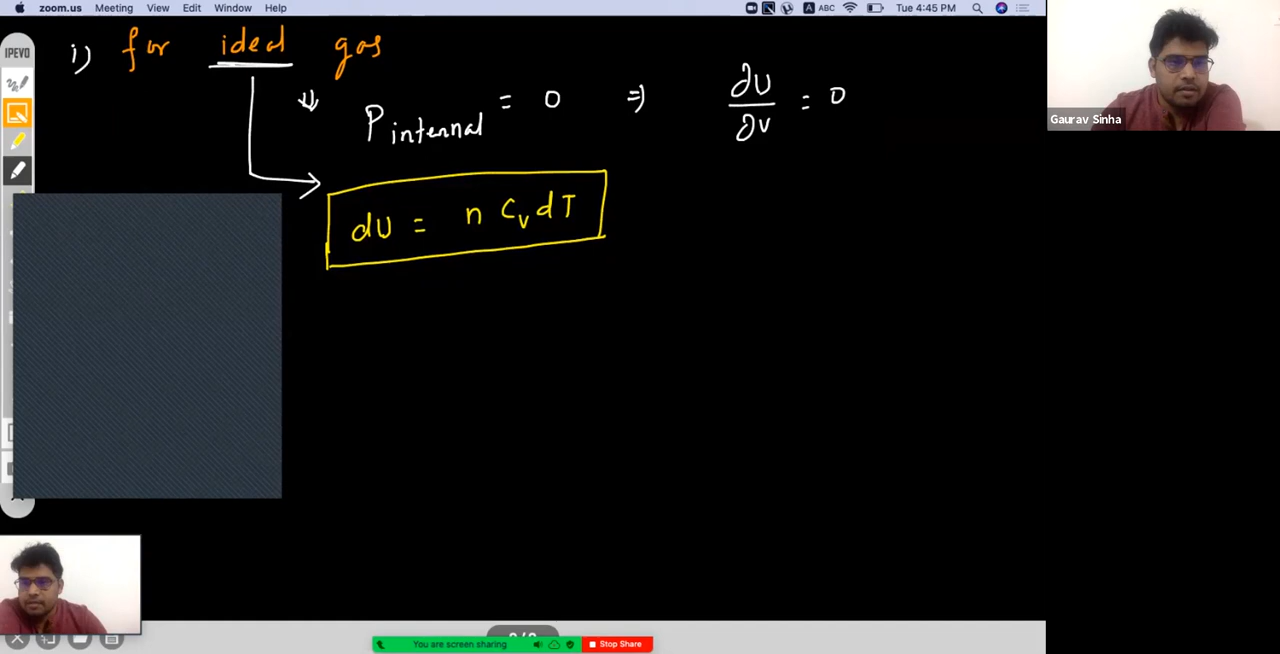 zoom.us Meeting View Edit Window Help
ABC Tue 4:45 PM
IPEVO
i) for ideal gas
P internal = 0 ⇒ ∂U/∂V = 0
dU = n Cv dT
Gaurav Sinha
You are screen sharing Stop Share